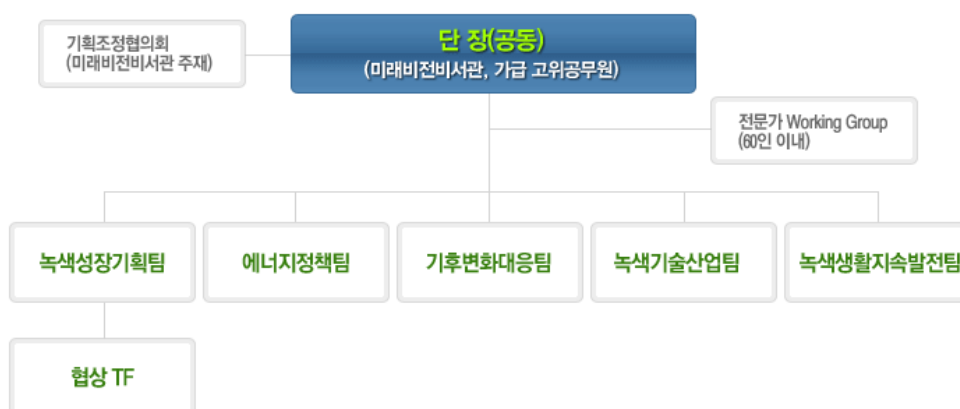 기획조정협의회
(미래비전비서관 주재)
단 장(공동)
(미래비전비서관, 가급 고위공무원)
전문가 Working Group
(60인 이내)
녹색성장기획팀
에너지정책팀
기후변화대응팀
녹색기술산업팀
녹색생활지속발전팀
협상 TF